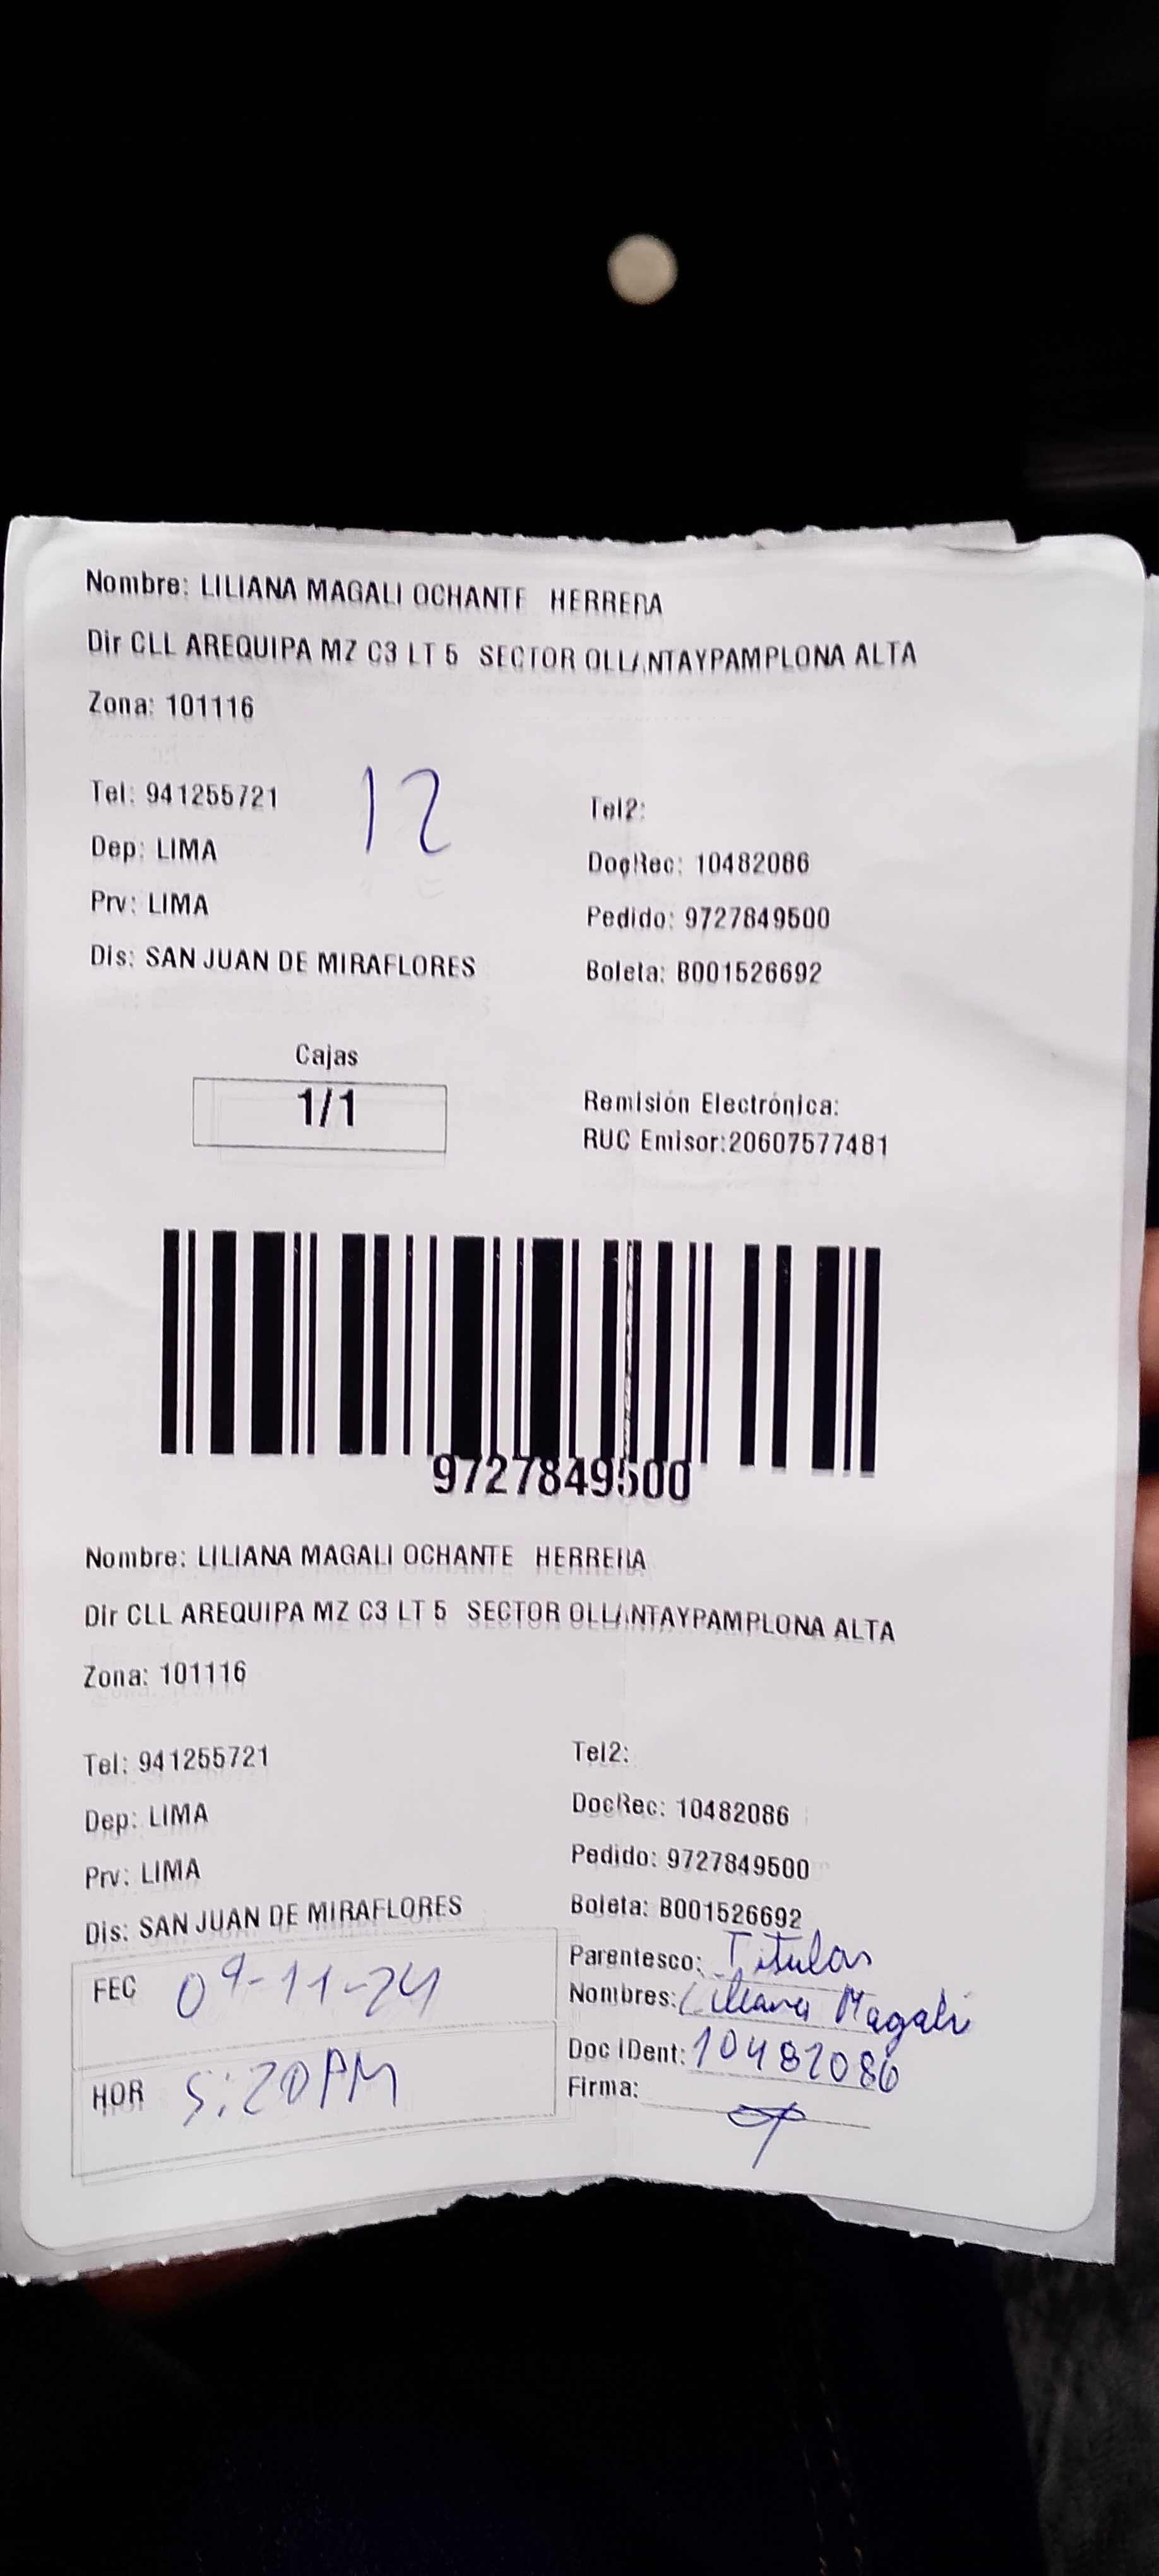 Nombre: LILIANA MAGALI OCHANTE HERRERA
Dir CLL AREQUIPA MZ C3 LT 5 SECTOR OLLANTAYPAMPLONA ALTA
Zona: 101116
12
Tel: 941255721
Tel2:
Dep: LIMA
DocRec: 10482086
Prv: LIMA
Pedido: 9727849500
Dis: SAN JUAN DE MIRAFLORES
Boleta: B001526692
Cajas
1/1
Remisión Electrónica:
RUC Emisor:20607577481
9727849500
Nombre: LILIANA MAGALI OCHANTE HERRERA
Dir CLL AREQUIPA MZ C3 LT 5 SECTOR OLLANTAYPAMPLONA ALTA
Zona: 101116
Tel: 941255721
Tel2:
Dep: LIMA
DocRec: 10482086
Prv: LIMA
Pedido: 9727849500
Dis: SAN JUAN DE MIRAFLORES
Boleta: B001526692
FEC 09-11-24
HOR 5:20PM
Parentesco: Titular
Nombres: Liliana Magali
Doc IDent: 10482086
Firma: